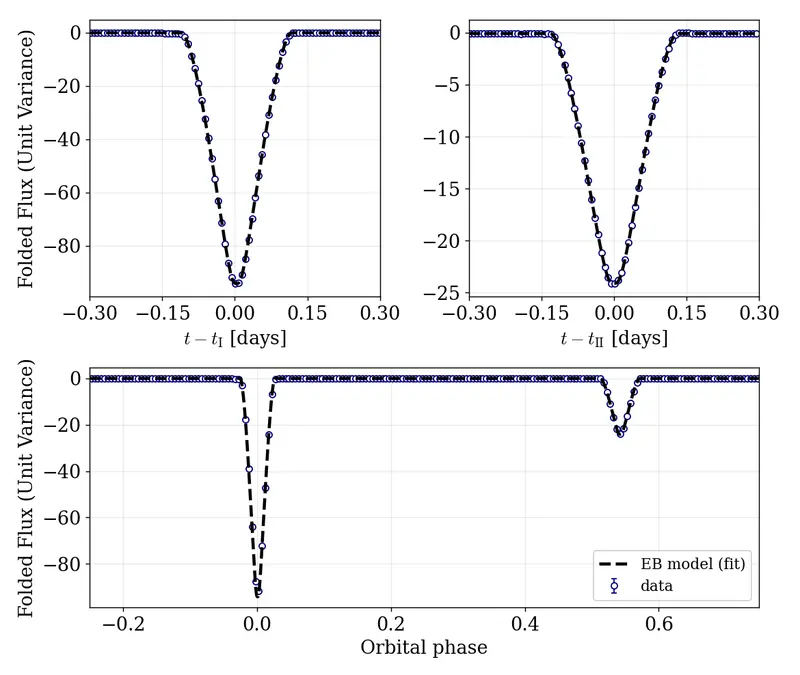 Folded Flux (Unit Variance)
0
−20
−40
−60
−80
−0.30 −0.15 0.00 0.15 0.30
t − t_I [days]
0
−5
−10
−15
−20
−25
−0.30 −0.15 0.00 0.15 0.30
t − t_II [days]
Folded Flux (Unit Variance)
0
−20
−40
−60
−80
−0.2 0.0 0.2 0.4 0.6
Orbital phase
EB model (fit)
data